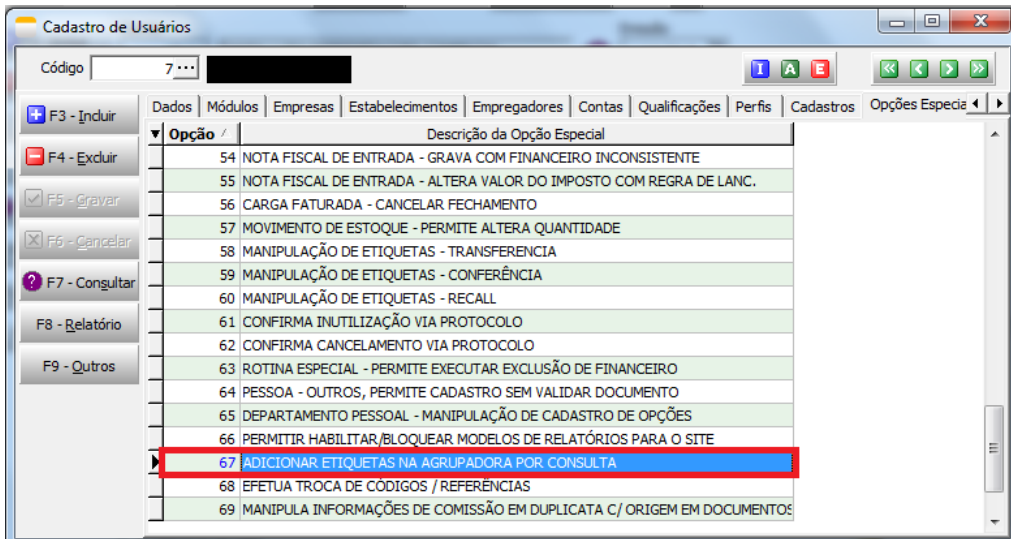 Cadastro de Usuários
Código 7 ...
I A E
F3 - Incluir
F4 - Excluir
F5 - Gravar
F6 - Cancelar
F7 - Consultar
F8 - Relatório
F9 - Outros
Dados Módulos Empresas Estabelecimentos Empregadores Contas Qualificações Perfis Cadastros Opções Especia
Opção Descrição da Opção Especial
54 NOTA FISCAL DE ENTRADA - GRAVA COM FINANCEIRO INCONSISTENTE
55 NOTA FISCAL DE ENTRADA - ALTERA VALOR DO IMPOSTO COM REGRA DE LANC.
56 CARGA FATURADA - CANCELAR FECHAMENTO
57 MOVIMENTO DE ESTOQUE - PERMITE ALTERA QUANTIDADE
58 MANIPULAÇÃO DE ETIQUETAS - TRANSFERENCIA
59 MANIPULAÇÃO DE ETIQUETAS - CONFERÊNCIA
60 MANIPULAÇÃO DE ETIQUETAS - RECALL
61 CONFIRMA INUTILIZAÇÃO VIA PROTOCOLO
62 CONFIRMA CANCELAMENTO VIA PROTOCOLO
63 ROTINA ESPECIAL - PERMITE EXECUTAR EXCLUSÃO DE FINANCEIRO
64 PESSOA - OUTROS, PERMITE CADASTRO SEM VALIDAR DOCUMENTO
65 DEPARTAMENTO PESSOAL - MANIPULAÇÃO DE CADASTRO DE OPÇÕES
66 PERMITIR HABILITAR/BLOQUEAR MODELOS DE RELATÓRIOS PARA O SITE
67 ADICIONAR ETIQUETAS NA AGRUPADORA POR CONSULTA
68 EFETUA TROCA DE CÓDIGOS / REFERÊNCIAS
69 MANIPULA INFORMAÇÕES DE COMISSÃO EM DUPLICATA C/ ORIGEM EM DOCUMENTOS